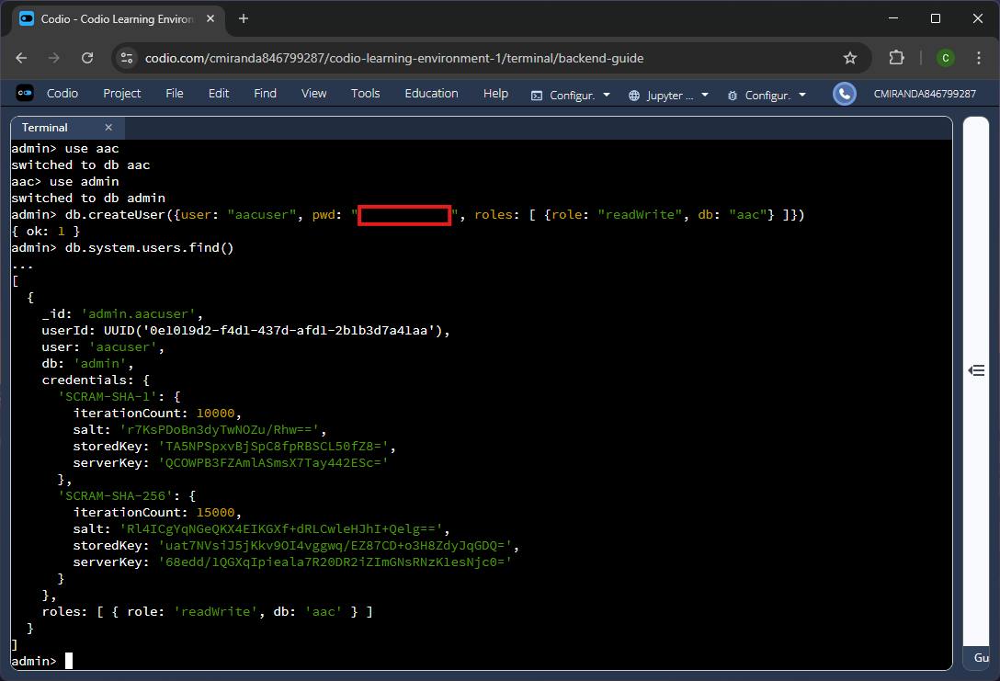 Codio - Codio Learning Environ
codio.com/cmiranda846799287/codio-learning-environment-1/terminal/backend-guide
C
Codio Project File Edit Find View Tools Education Help Configur. Jupyter ... Configur.. CMIRANDA846799287
Terminal
admin> use aac
switched to db aac
aac> use admin
switched to db admin
admin> db.createUser({user: "aacuser", pwd: "", roles: [ {role: "readWrite", db: "aac"} ]})
{ ok: 1 }
admin> db.system.users.find()
...
[
  {
    _id: 'admin.aacuser',
    userId: UUID('0e1019d2-f4d1-437d-afd1-2b1b3d7a41aa'),
    user: 'aacuser',
    db: 'admin',
    credentials: {
      'SCRAM-SHA-1': {
        iterationCount: 10000,
        salt: 'r7KsPDoBn3dyTwNOZu/Rhw==',
        storedKey: 'TA5NPSpxvBjSpC8fpRBSCL50fZ8=',
        serverKey: 'QCOWPB3FZAmlASmsX7Tay442ESc='
      },
      'SCRAM-SHA-256': {
        iterationCount: 15000,
        salt: 'Rl4ICgYqNGeQKX4EIKGXf+dRLCwleHJhI+Qelg==',
        storedKey: 'uat7NVsiJ5jKkv9OI4vggwq/EZ87CD+o3H8ZdyJqGDQ=',
        serverKey: '68edd/lQGXqIpieala7R20DR2iZImGNsRNzKlesNjc0='
      }
    },
    roles: [ { role: 'readWrite', db: 'aac' } ]
  }
]
admin>
Gu